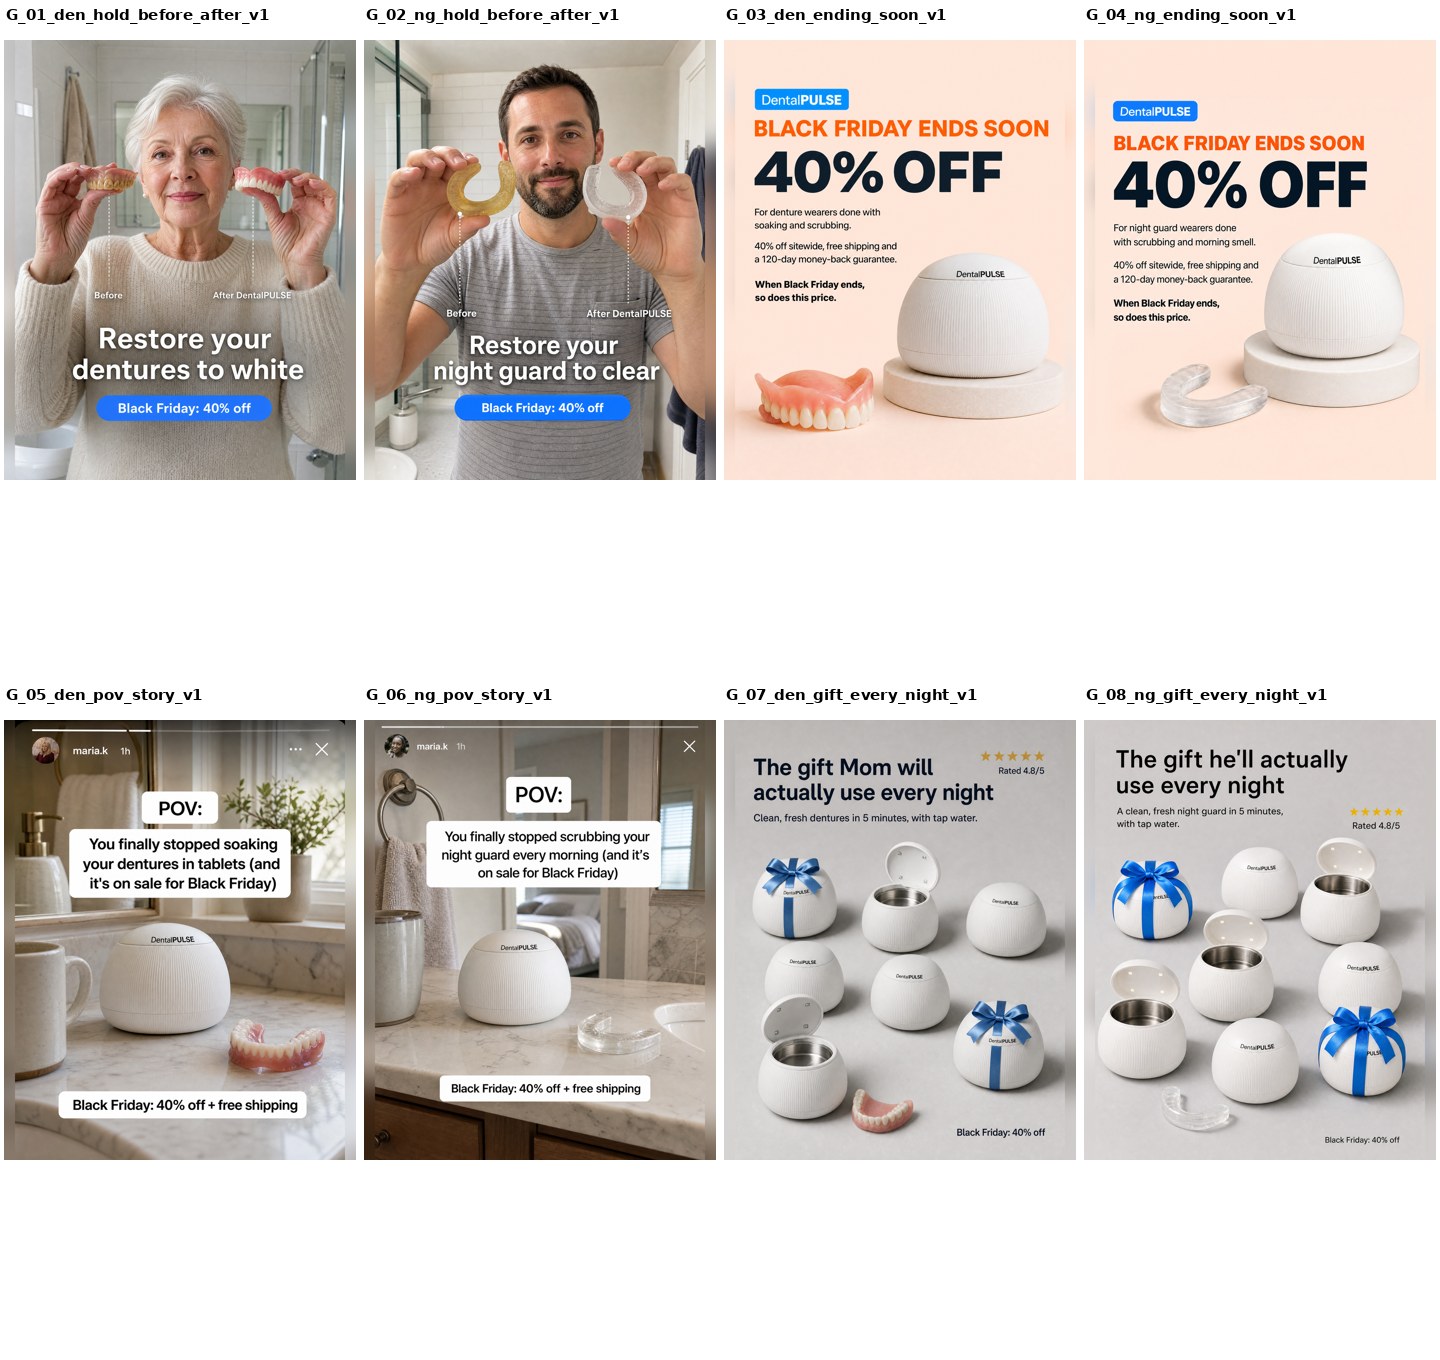 G_01_den_hold_before_after_v1
Before
After DentalPULSE
Restore your
dentures to white
Black Friday: 40% off
G_02_ng_hold_before_after_v1
Before
After DentalPULSE
Restore your
night guard to clear
Black Friday: 40% off
G_03_den_ending_soon_v1
DentalPULSE
BLACK FRIDAY ENDS SOON
40% OFF
For denture wearers done with
soaking and scrubbing.
40% off sitewide, free shipping and
a 120-day money-back guarantee.
When Black Friday ends,
so does this price.
DentalPULSE
G_04_ng_ending_soon_v1
DentalPULSE
BLACK FRIDAY ENDS SOON
40% OFF
For night guard wearers done
with scrubbing and morning smell.
40% off sitewide, free shipping and
a 120-day money-back guarantee.
When Black Friday ends,
so does this price.
DentalPULSE
G_05_den_pov_story_v1
maria.k 1h
POV:
You finally stopped soaking
your dentures in tablets (and
it's on sale for Black Friday)
DentalPULSE
Black Friday: 40% off + free shipping
G_06_ng_pov_story_v1
maria.k 1h
POV:
You finally stopped scrubbing your
night guard every morning (and it's
on sale for Black Friday)
DentalPULSE
Black Friday: 40% off + free shipping
G_07_den_gift_every_night_v1
The gift Mom will
actually use every night
Rated 4.8/5
Clean, fresh dentures in 5 minutes, with tap water.
DentalPULSE
DentalPULSE
DentalPULSE
DentalPULSE
DentalPULSE
Black Friday: 40% off
G_08_ng_gift_every_night_v1
The gift he'll actually
use every night
A clean, fresh night guard in 5 minutes,
with tap water.
Rated 4.8/5
DentalPULSE
DentalPULSE
DentalPULSE
Black Friday: 40% off